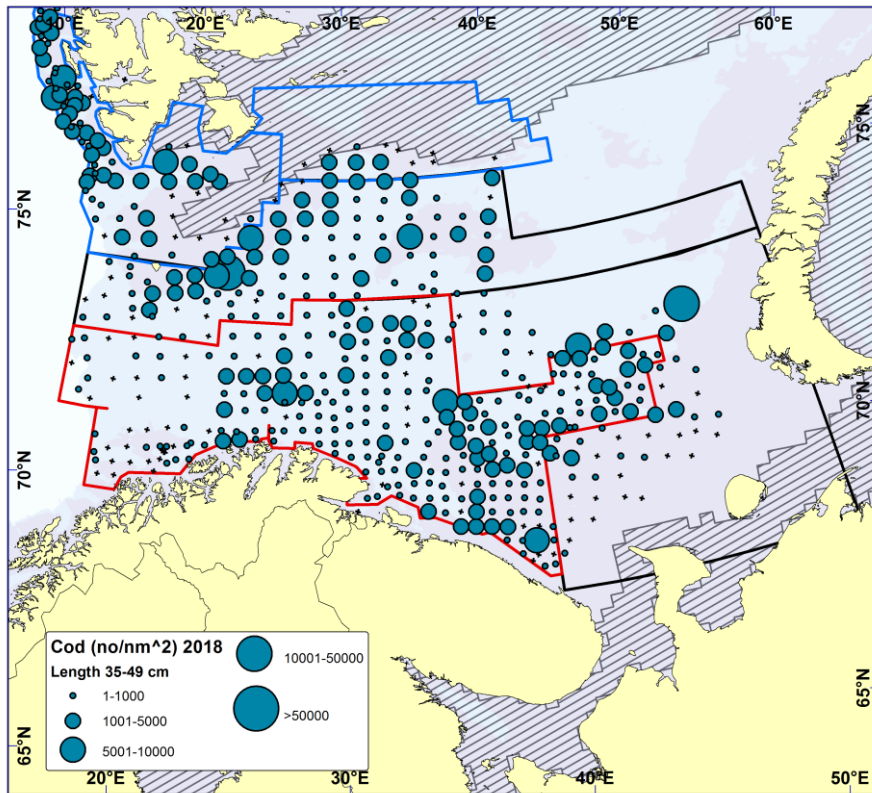 10°E 20°E 30°E 40°E 50°E 60°E
75°N
75°N
70°N
70°N
65°N
65°N
Cod (no/nm^2) 2018
Length 35-49 cm
1-1000
1001-5000
5001-10000
10001-50000
>50000
20°E 30°E 40°E 50°E